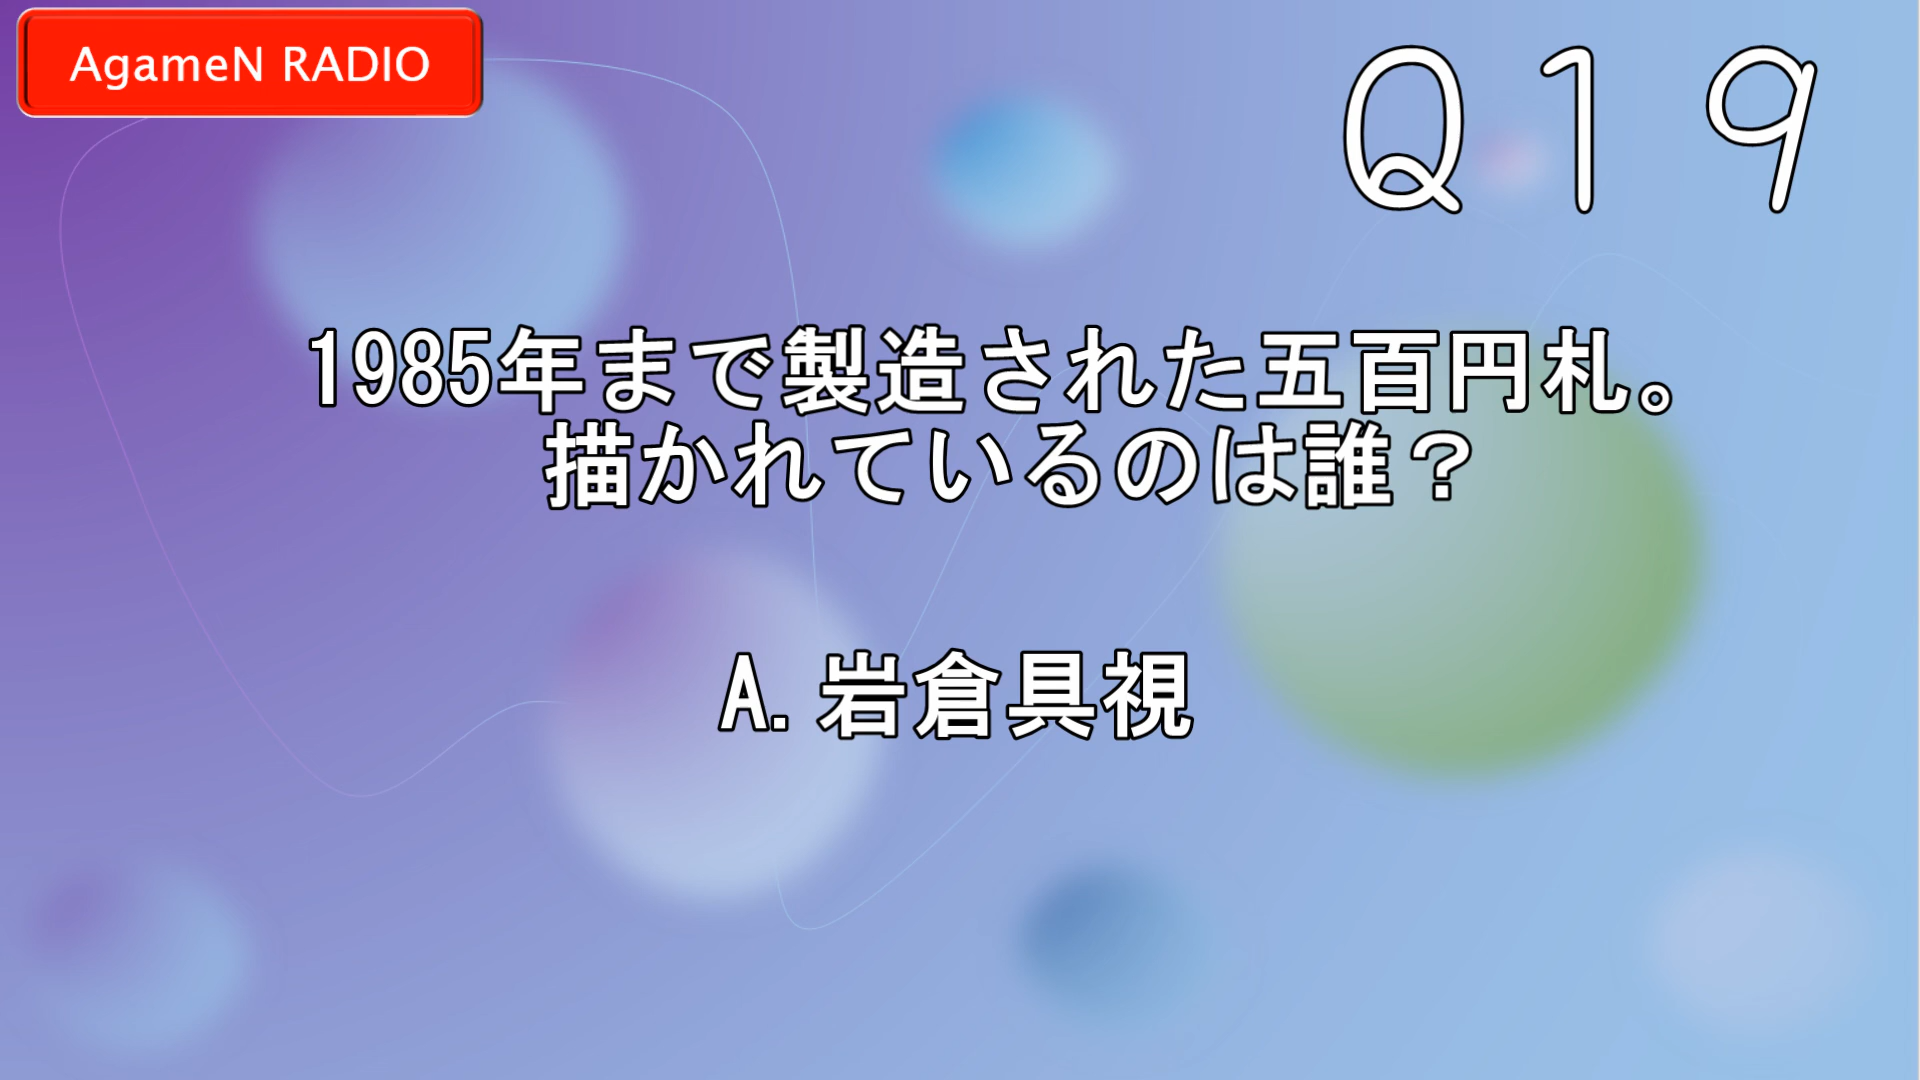 AgameN RADIO
Q19
1985年まで製造された五百円札。
描かれているのは誰？
A.岩倉具視